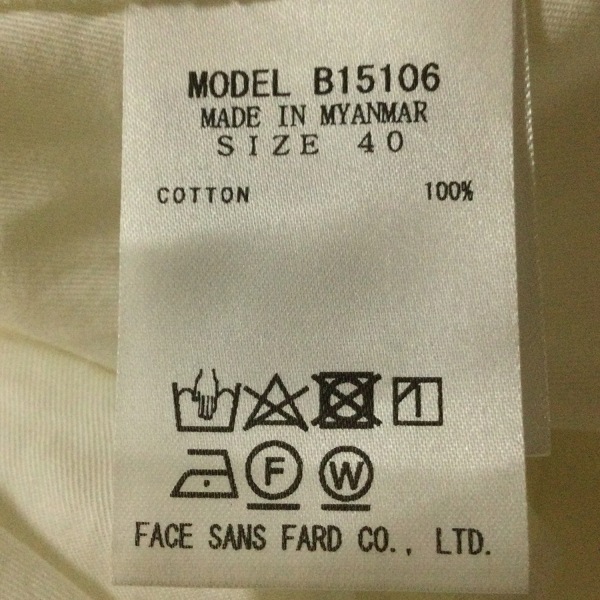 MODEL B15106
MADE IN MYANMAR
SIZE 40
COTTON 100%
F W
FACE SANS FARD CO., LTD.